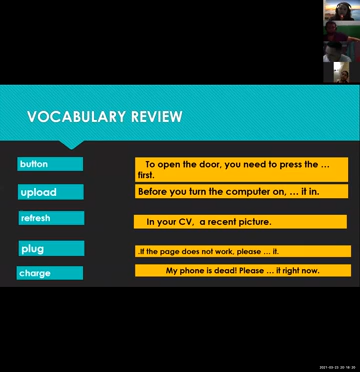 VOCABULARY REVIEW
button
To open the door, you need to press the …
first.
upload
Before you turn the computer on, … it in.
refresh
In your CV, a recent picture.
plug
.If the page does not work, please … it.
charge
My phone is dead! Please … it right now.